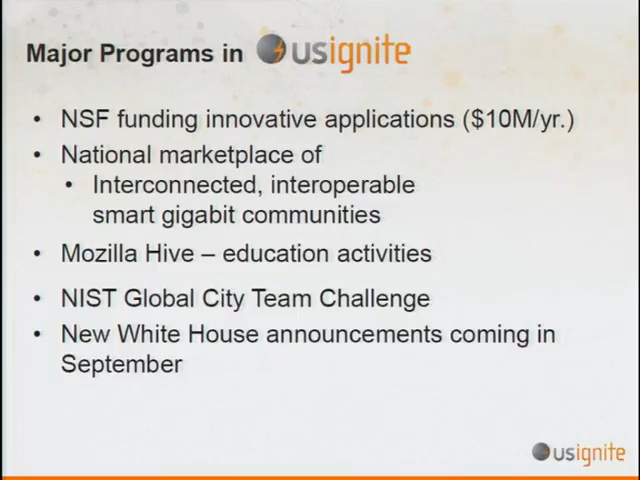 Major Programs in usignite
• NSF funding innovative applications ($10M/yr.)
• National marketplace of
• Interconnected, interoperable
smart gigabit communities
• Mozilla Hive – education activities
• NIST Global City Team Challenge
• New White House announcements coming in
September
usignite